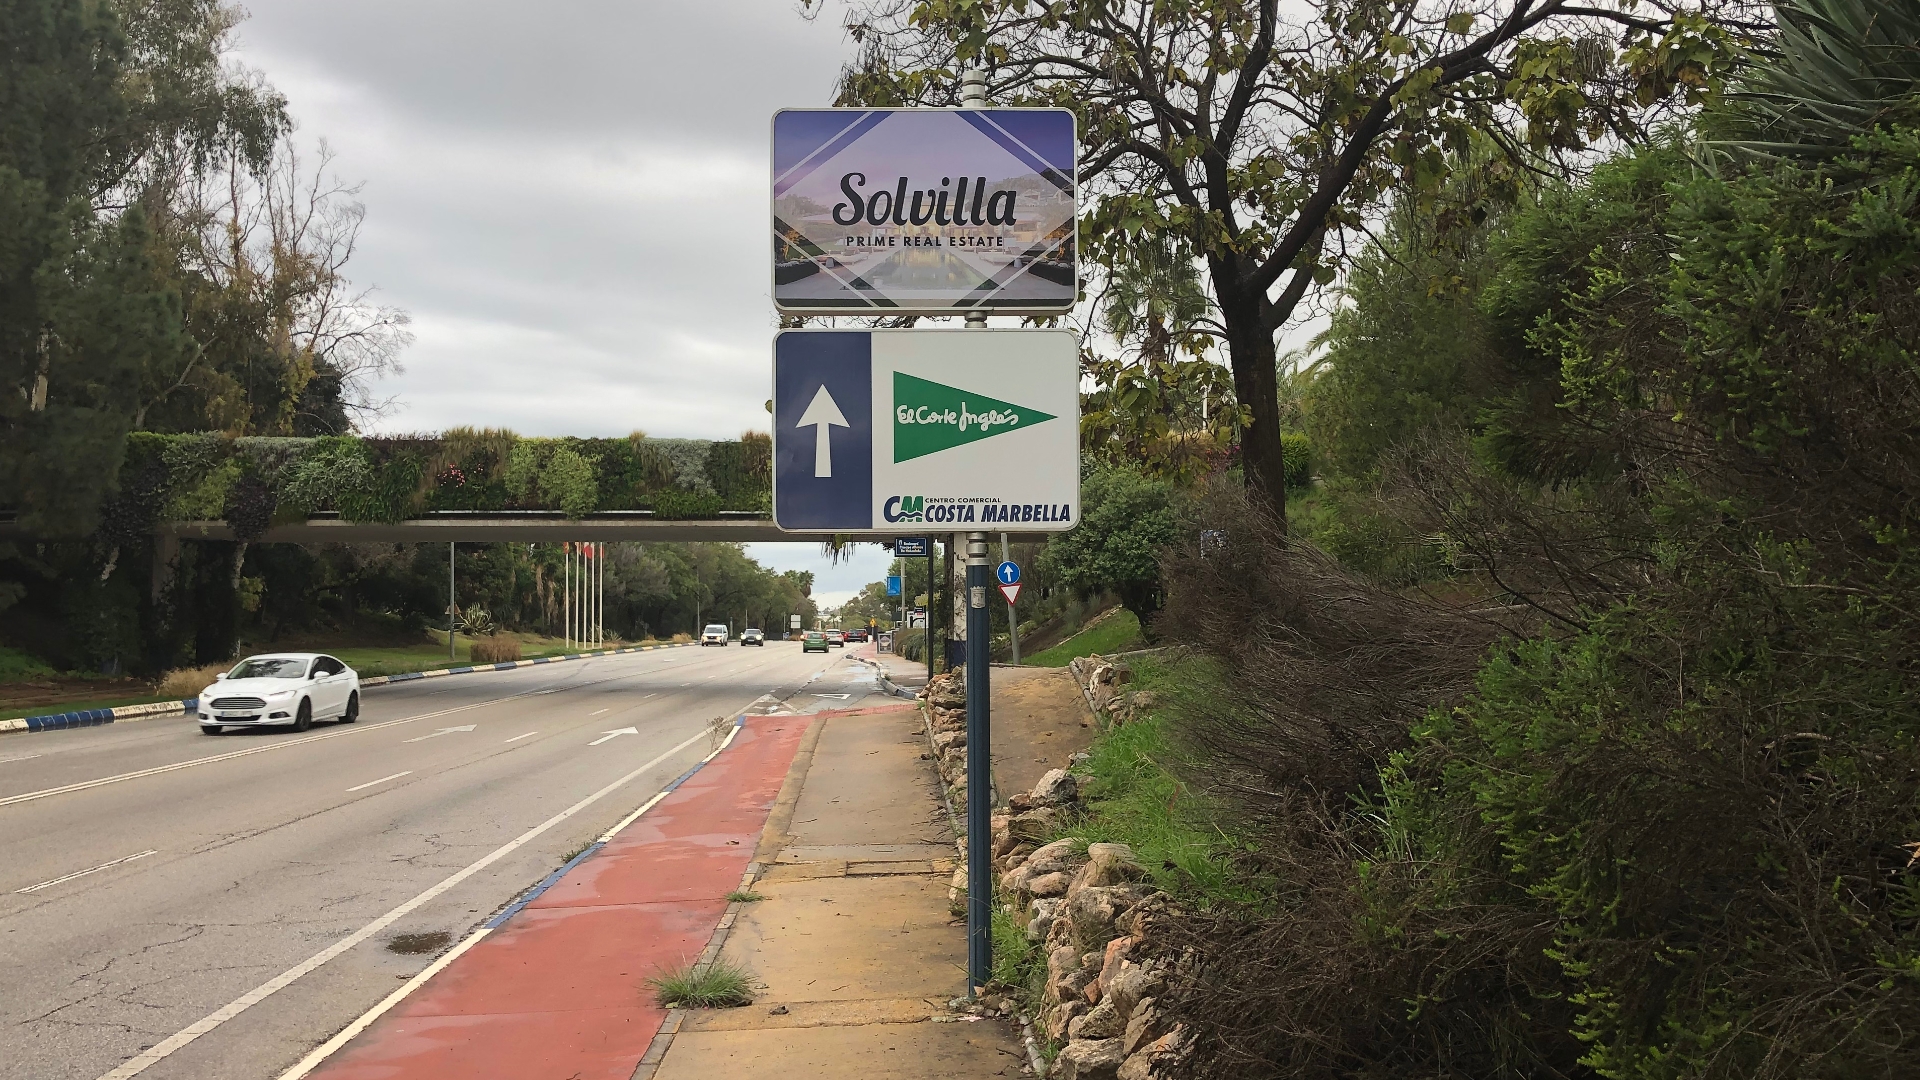 Solvilla
PRIME REAL ESTATE
El Corte Inglés
CM CENTRO COMERCIAL
COSTA MARBELLA